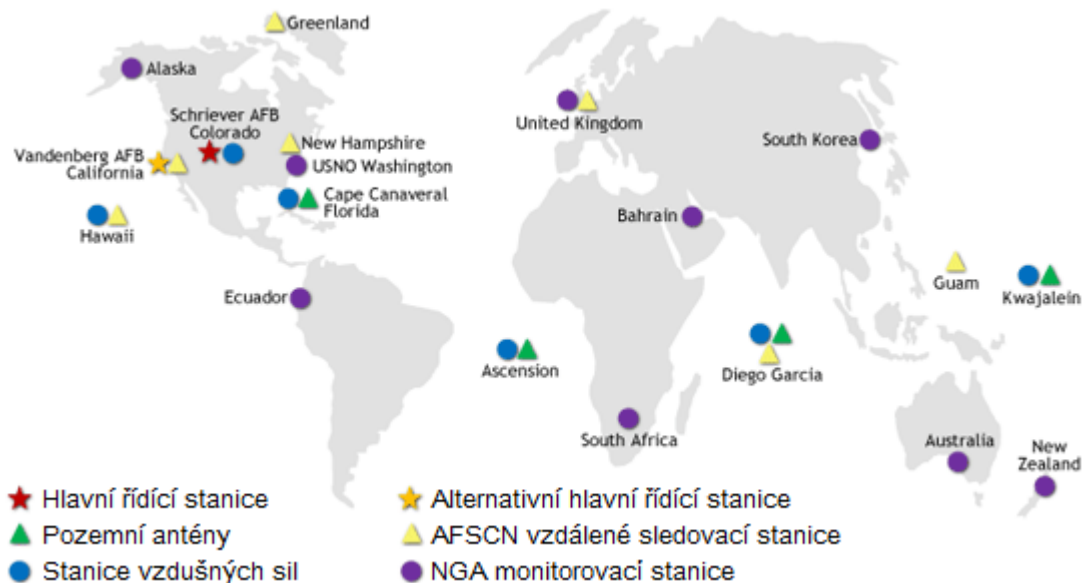 Greenland
Alaska
Schriever AFB
Colorado
United Kingdom
South Korea
New Hampshire
Vandenberg AFB
California
USNO Washington
Cape Canaveral
Florida
Hawaii
Bahrain
Guam
Kwajalein
Ecuador
Ascension
Diego Garcia
South Africa
Australia
New
Zealand
Hlavní řídící stanice
Alternativní hlavní řídící stanice
Pozemní antény
AFSCN vzdálené sledovací stanice
Stanice vzdušných sil
NGA monitorovací stanice